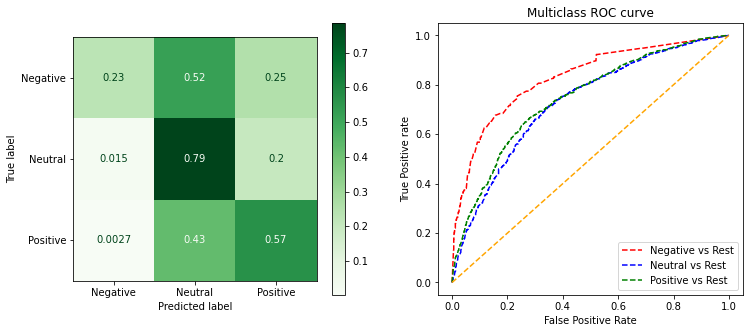 Negative
Neutral
Positive
True label
0.23 0.52 0.25
0.015 0.79 0.2
0.0027 0.43 0.57
Negative Neutral Positive
Predicted label
0.7
0.6
0.5
0.4
0.3
0.2
0.1
Multiclass ROC curve
True Positive rate
1.0
0.8
0.6
0.4
0.2
0.0
0.0 0.2 0.4 0.6 0.8 1.0
False Positive Rate
Negative vs Rest
Neutral vs Rest
Positive vs Rest